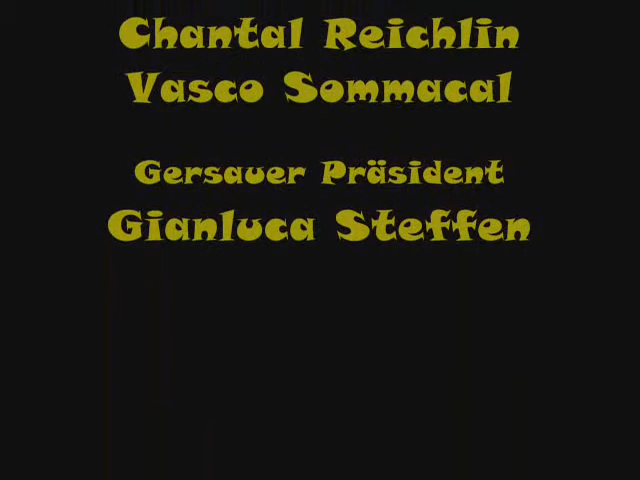 Chantal Reichlin
Vasco Sommacal
Gersauer Präsident
Gianluca Steffen